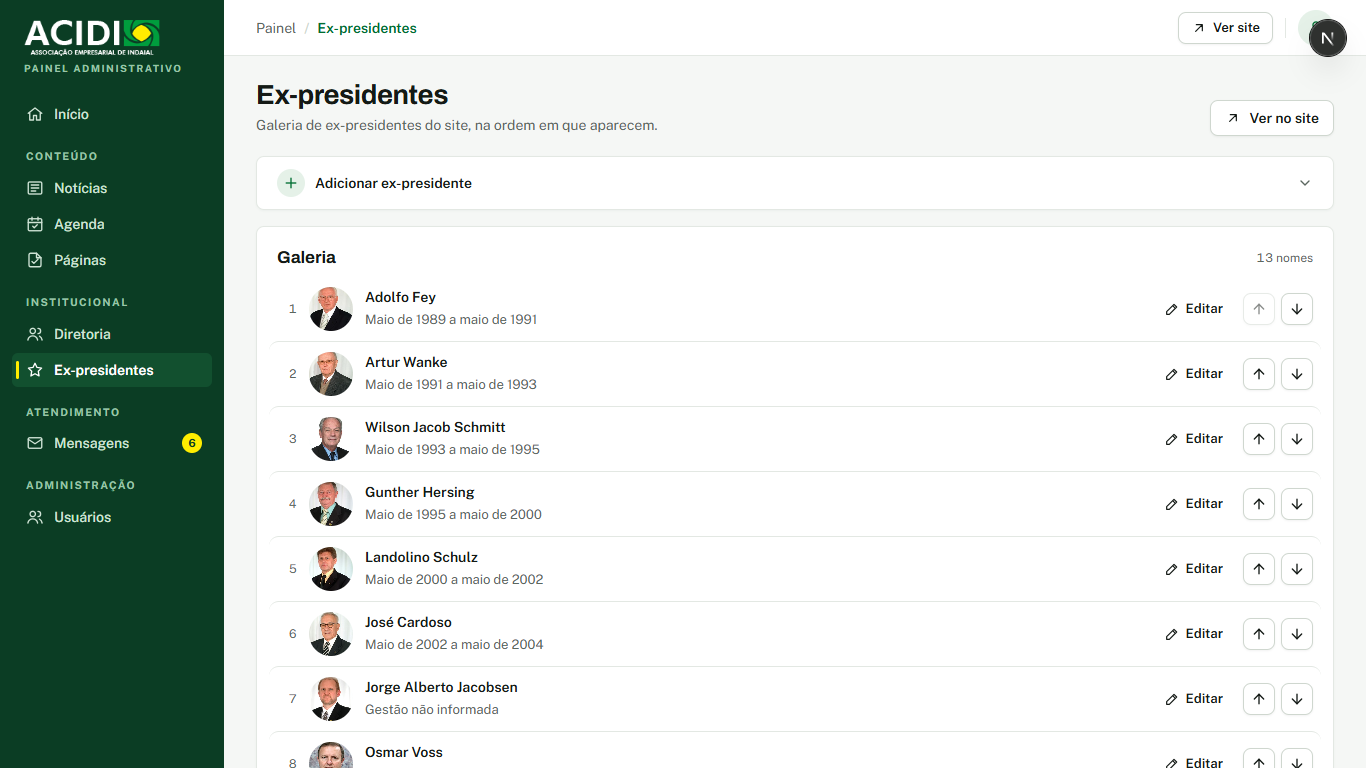 ACIDI
ASSOCIAÇÃO EMPRESARIAL DE INDAIAL
PAINEL ADMINISTRATIVO
Início
CONTEÚDO
Notícias
Agenda
Páginas
INSTITUCIONAL
Diretoria
Ex-presidentes
ATENDIMENTO
Mensagens 6
ADMINISTRAÇÃO
Usuários
Painel / Ex-presidentes
Ver site
N
Ex-presidentes
Galeria de ex-presidentes do site, na ordem em que aparecem.
Ver no site
Adicionar ex-presidente
Galeria 13 nomes
1 Adolfo Fey Editar
Maio de 1989 a maio de 1991
2 Artur Wanke Editar
Maio de 1991 a maio de 1993
3 Wilson Jacob Schmitt Editar
Maio de 1993 a maio de 1995
4 Gunther Hersing Editar
Maio de 1995 a maio de 2000
5 Landolino Schulz Editar
Maio de 2000 a maio de 2002
6 José Cardoso Editar
Maio de 2002 a maio de 2004
7 Jorge Alberto Jacobsen Editar
Gestão não informada
8 Osmar Voss Editar